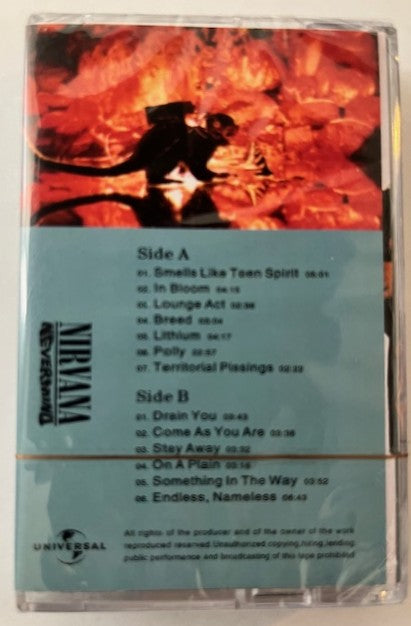 Side A
01. Smells Like Teen Spirit 05:01
02. In Bloom 04:15
03. Lounge Act 02:36
04. Breed 03:04
05. Lithium 04:17
06. Polly 02:57
07. Territorial Pissings 02:22
Side B
01. Drain You 03:43
02. Come As You Are 03:38
03. Stay Away 03:32
04. On A Plain 03:16
05. Something In The Way 03:52
06. Endless, Nameless 06:43
NIRVANA
NEVERMIND
UNIVERSAL
All rights of the producer and of the owner of the work
reproduced reserved. Unauthorized copying, hiring, lending
public performance and broadcasting of this tape prohibited